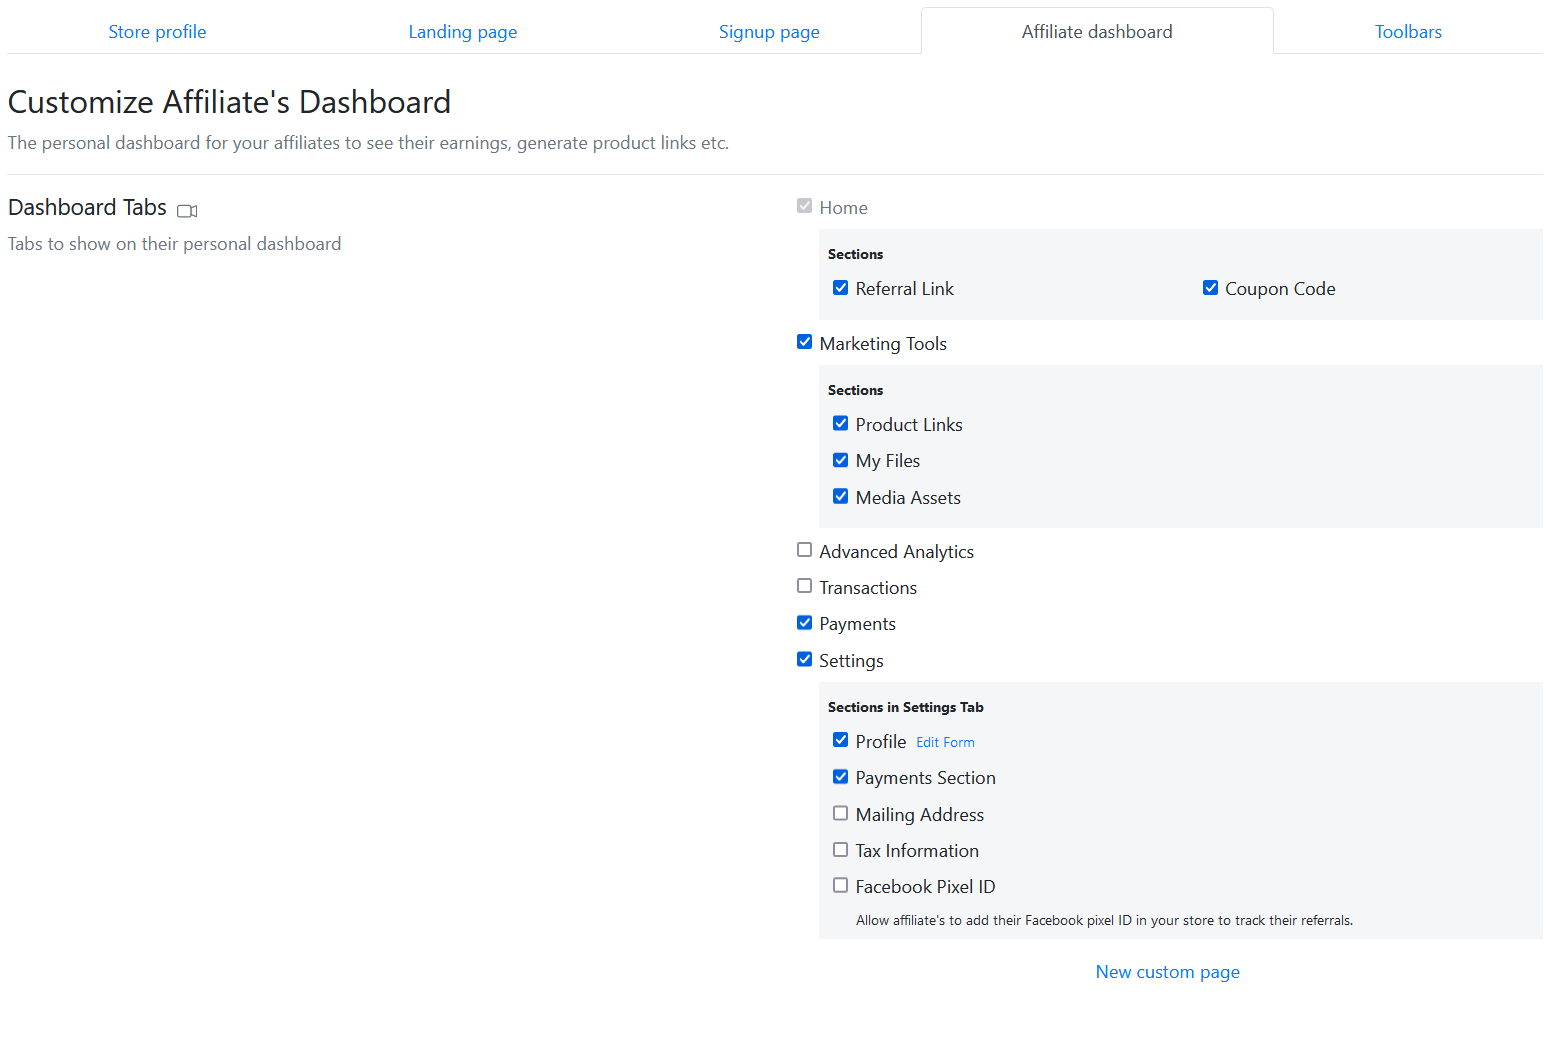 Store profile
Landing page
Signup page
Affiliate dashboard
Toolbars
Customize Affiliate's Dashboard
The personal dashboard for your affiliates to see their earnings, generate product links etc.
Dashboard Tabs
Tabs to show on their personal dashboard
Home
Sections
Referral Link
Coupon Code
Marketing Tools
Sections
Product Links
My Files
Media Assets
Advanced Analytics
Transactions
Payments
Settings
Sections in Settings Tab
Profile Edit Form
Payments Section
Mailing Address
Tax Information
Facebook Pixel ID
Allow affiliate's to add their Facebook pixel ID in your store to track their referrals.
New custom page